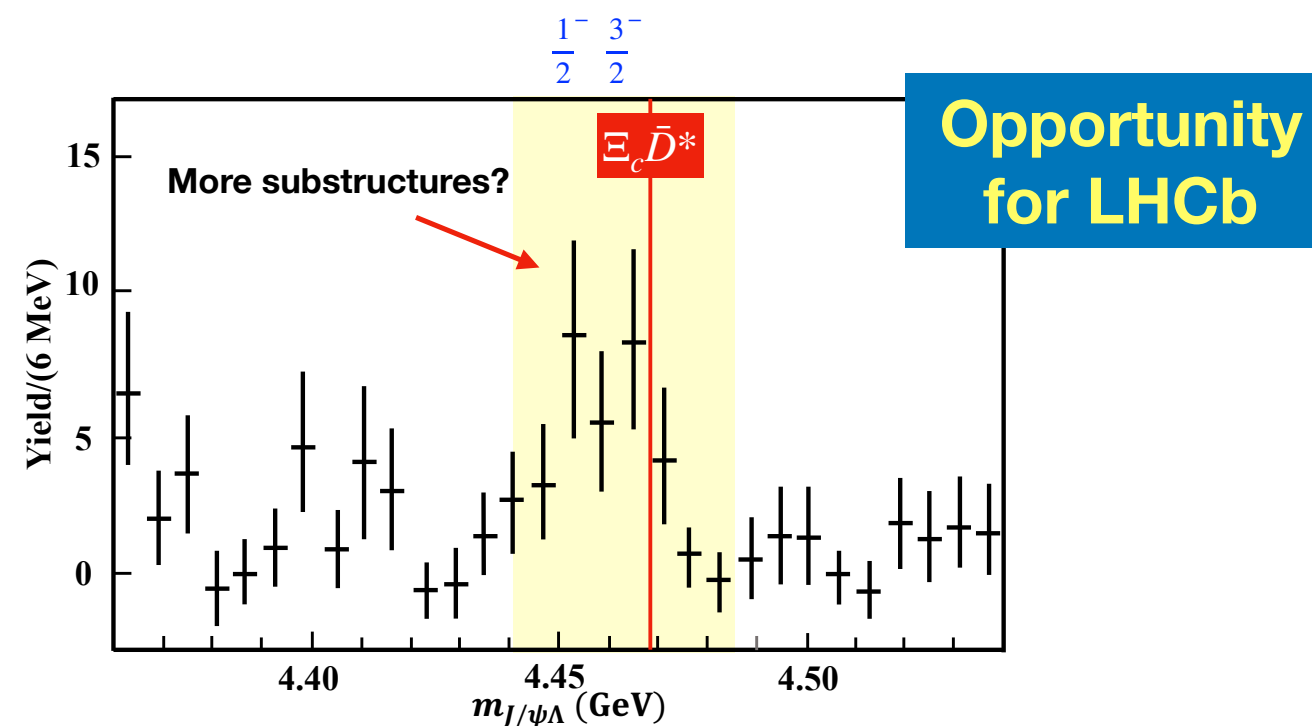 1/2⁻ 3/2⁻
Opportunity
for LHCb
Ξ_c D̄*
More substructures?
15
10
5
0
Yield/(6 MeV)
4.40 4.45 4.50
m_{J/ψΛ} (GeV)